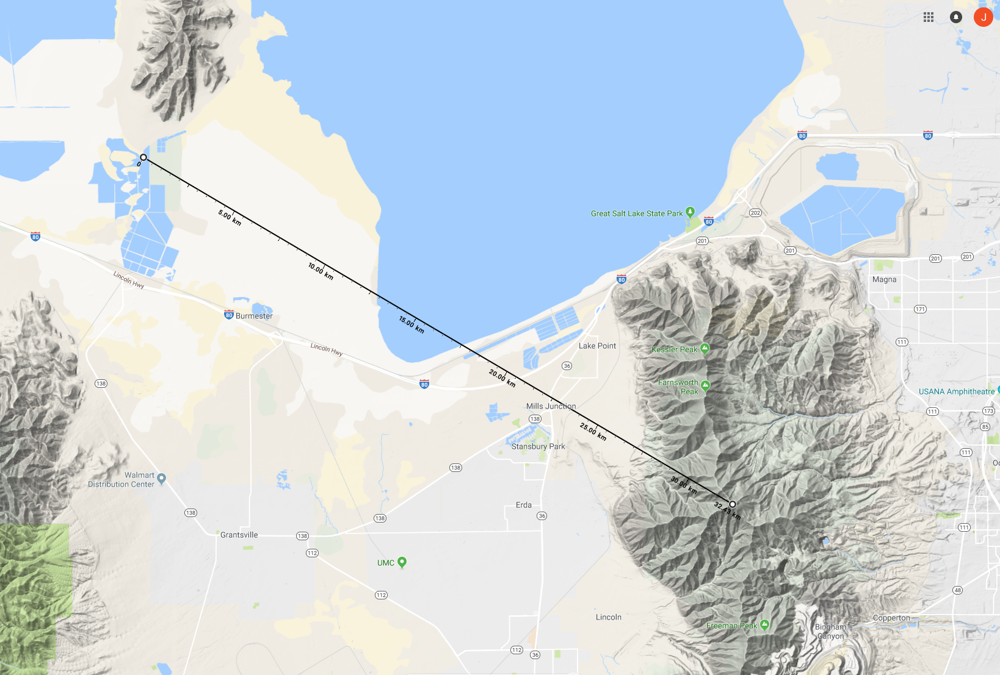 J
80
80
0
202
Great Salt Lake State Park
80
5.00 km
80
201
201
201
201
10.00 km
Lincoln Hwy
80
Magna
171
80
Burmester
15.00 km
111
Lake Point
Lincoln Hwy
Kessler Peak
36
20.00 km
138
80
Farnsworth
Peak
USANA Amphitheatre
Mills Junction
111
173
138
85
25.00 km
Stansbury Park
111
138
Walmart
Distribution Center
30.00 km
Erda
32.43 km
138
36
138
111
Grantsville
138
112
UMC
48
112
Lincoln
Copperton
Freeman Peak
Bingham
Canyon
112
36